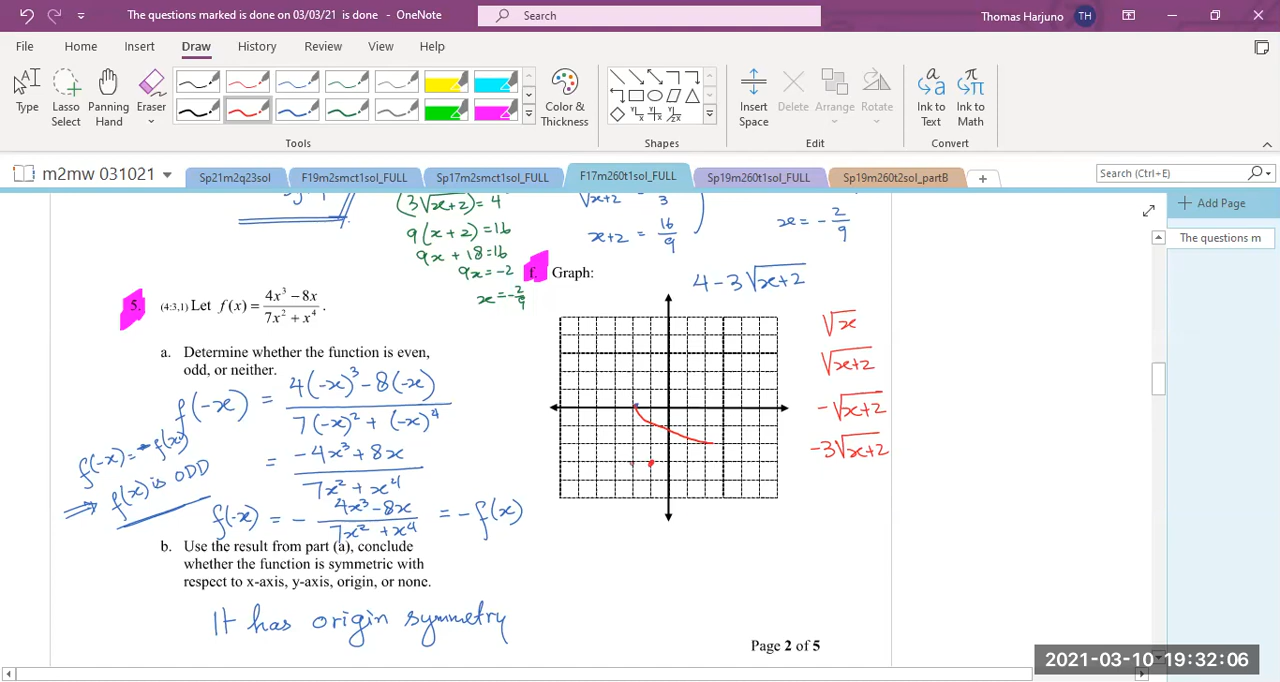 The questions marked is done on 03/03/21 is done - OneNote
Search
Thomas Harjuno
TH
File
Home
Insert
Draw
History
Review
View
Help
Type
Lasso Select
Panning Hand
Eraser
Color & Thickness
Insert Space
Delete
Arrange
Rotate
Ink to Text
Ink to Math
Tools
Shapes
Edit
Convert
m2mw 031021
Sp21m2q23sol
F19m2smct1sol_FULL
Sp17m2smct1sol_FULL
F17m260t1sol_FULL
Sp19m260t1sol_FULL
Sp19m260t2sol_partB
Search (Ctrl+E)
Add Page
The questions m
(3√x+2) = 4
9(x+2) = 16
9x+18=16
9x=-2
x=-2/9
√x+2 = /3
x+2 = 16/9
x = -2/9
f. Graph:
4-3√x+2
√x
√x+2
-√x+2
-3√x+2
5. (4:3,1) Let f(x) = (4x³ -8x)/(7x² + x⁴).
a. Determine whether the function is even,
odd, or neither.
f(-x) = (4(-x)³ -8(-x))/(7(-x)² + (-x)⁴)
= (-4x³+8x)/(7x²+x⁴)
f(-x) = -f(x)
⇒ f(x) is ODD
f(-x) = - (4x³-8x)/(7x²+x⁴) = -f(x)
b. Use the result from part (a), conclude
whether the function is symmetric with
respect to x-axis, y-axis, origin, or none.
It has origin symmetry
Page 2 of 5
2021-03-10 19:32:06